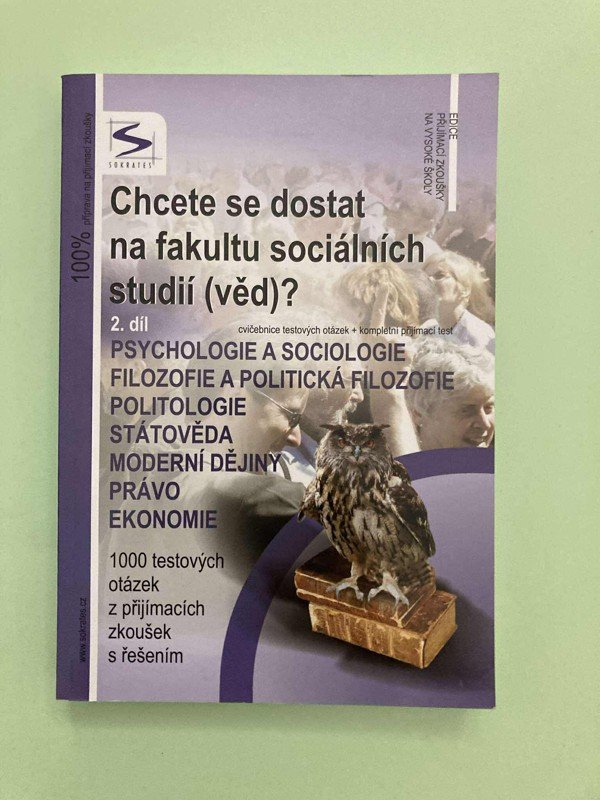 100% příprava na přijímací zkoušky
www.sokrates.cz
SOKRATES
EDICE
PŘIJÍMACÍ ZKOUŠKY
NA VYSOKÉ ŠKOLY
Chcete se dostat
na fakultu sociálních
studií (věd)?
2. díl
cvičebnice testových otázek + kompletní přijímací test
PSYCHOLOGIE A SOCIOLOGIE
FILOZOFIE A POLITICKÁ FILOZOFIE
POLITOLOGIE
STÁTOVĚDA
MODERNÍ DĚJINY
PRÁVO
EKONOMIE
1000 testových
otázek
z přijímacích
zkoušek
s řešením